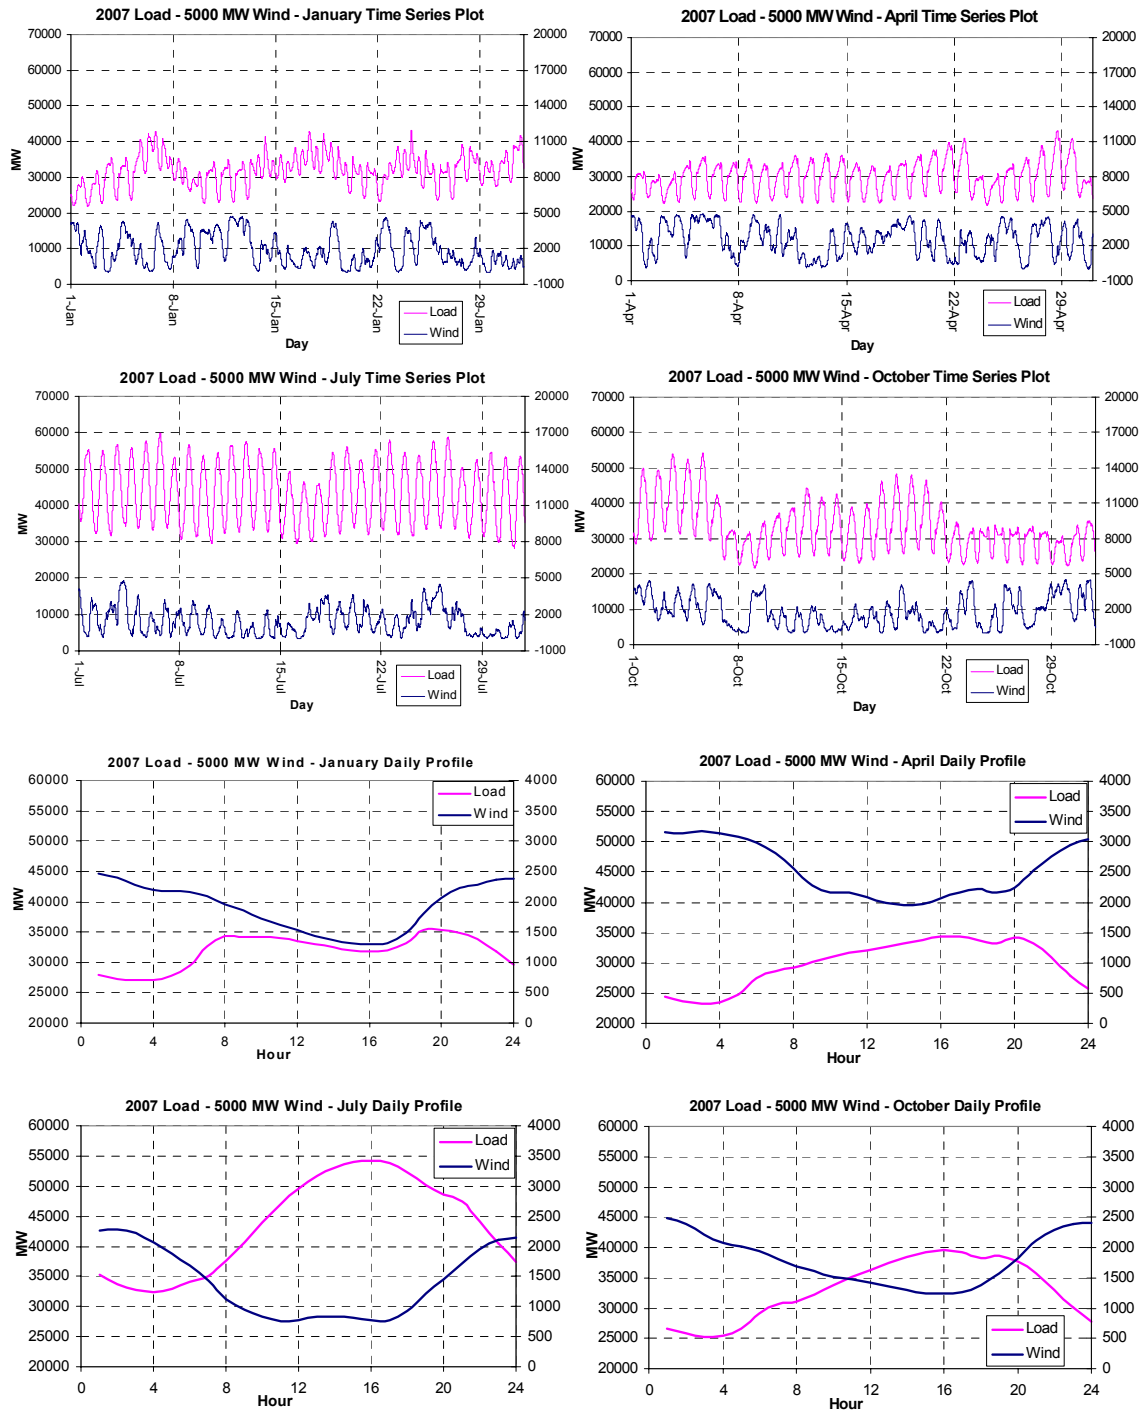 2007 Load - 5000 MW Wind - January Time Series Plot
70000
60000
50000
40000
30000
20000
10000
0
MW
20000
17000
14000
11000
8000
5000
2000
-1000
1-Jan
8-Jan
15-Jan
22-Jan
29-Jan
Day
Load
Wind
2007 Load - 5000 MW Wind - April Time Series Plot
70000
60000
50000
40000
30000
20000
10000
0
MW
20000
17000
14000
11000
8000
5000
2000
-1000
1-Apr
8-Apr
15-Apr
22-Apr
29-Apr
Day
Load
Wind
2007 Load - 5000 MW Wind - July Time Series Plot
70000
60000
50000
40000
30000
20000
10000
0
MW
20000
17000
14000
11000
8000
5000
2000
-1000
1-Jul
8-Jul
15-Jul
22-Jul
29-Jul
Day
Load
Wind
2007 Load - 5000 MW Wind - October Time Series Plot
70000
60000
50000
40000
30000
20000
10000
0
MW
20000
17000
14000
11000
8000
5000
2000
-1000
1-Oct
8-Oct
15-Oct
22-Oct
29-Oct
Day
Load
Wind
2007 Load - 5000 MW Wind - January Daily Profile
60000
55000
50000
45000
40000
35000
30000
25000
20000
MW
4000
3500
3000
2500
2000
1500
1000
500
0
0 4 8 12 16 20 24
Hour
Load
Wind
2007 Load - 5000 MW Wind - April Daily Profile
60000
55000
50000
45000
40000
35000
30000
25000
20000
MW
4000
3500
3000
2500
2000
1500
1000
500
0
0 4 8 12 16 20 24
Hour
Load
Wind
2007 Load - 5000 MW Wind - July Daily Profile
60000
55000
50000
45000
40000
35000
30000
25000
20000
MW
4000
3500
3000
2500
2000
1500
1000
500
0
0 4 8 12 16 20 24
Hour
Load
Wind
2007 Load - 5000 MW Wind - October Daily Profile
60000
55000
50000
45000
40000
35000
30000
25000
20000
MW
4000
3500
3000
2500
2000
1500
1000
500
0
0 4 8 12 16 20 24
Hour
Load
Wind